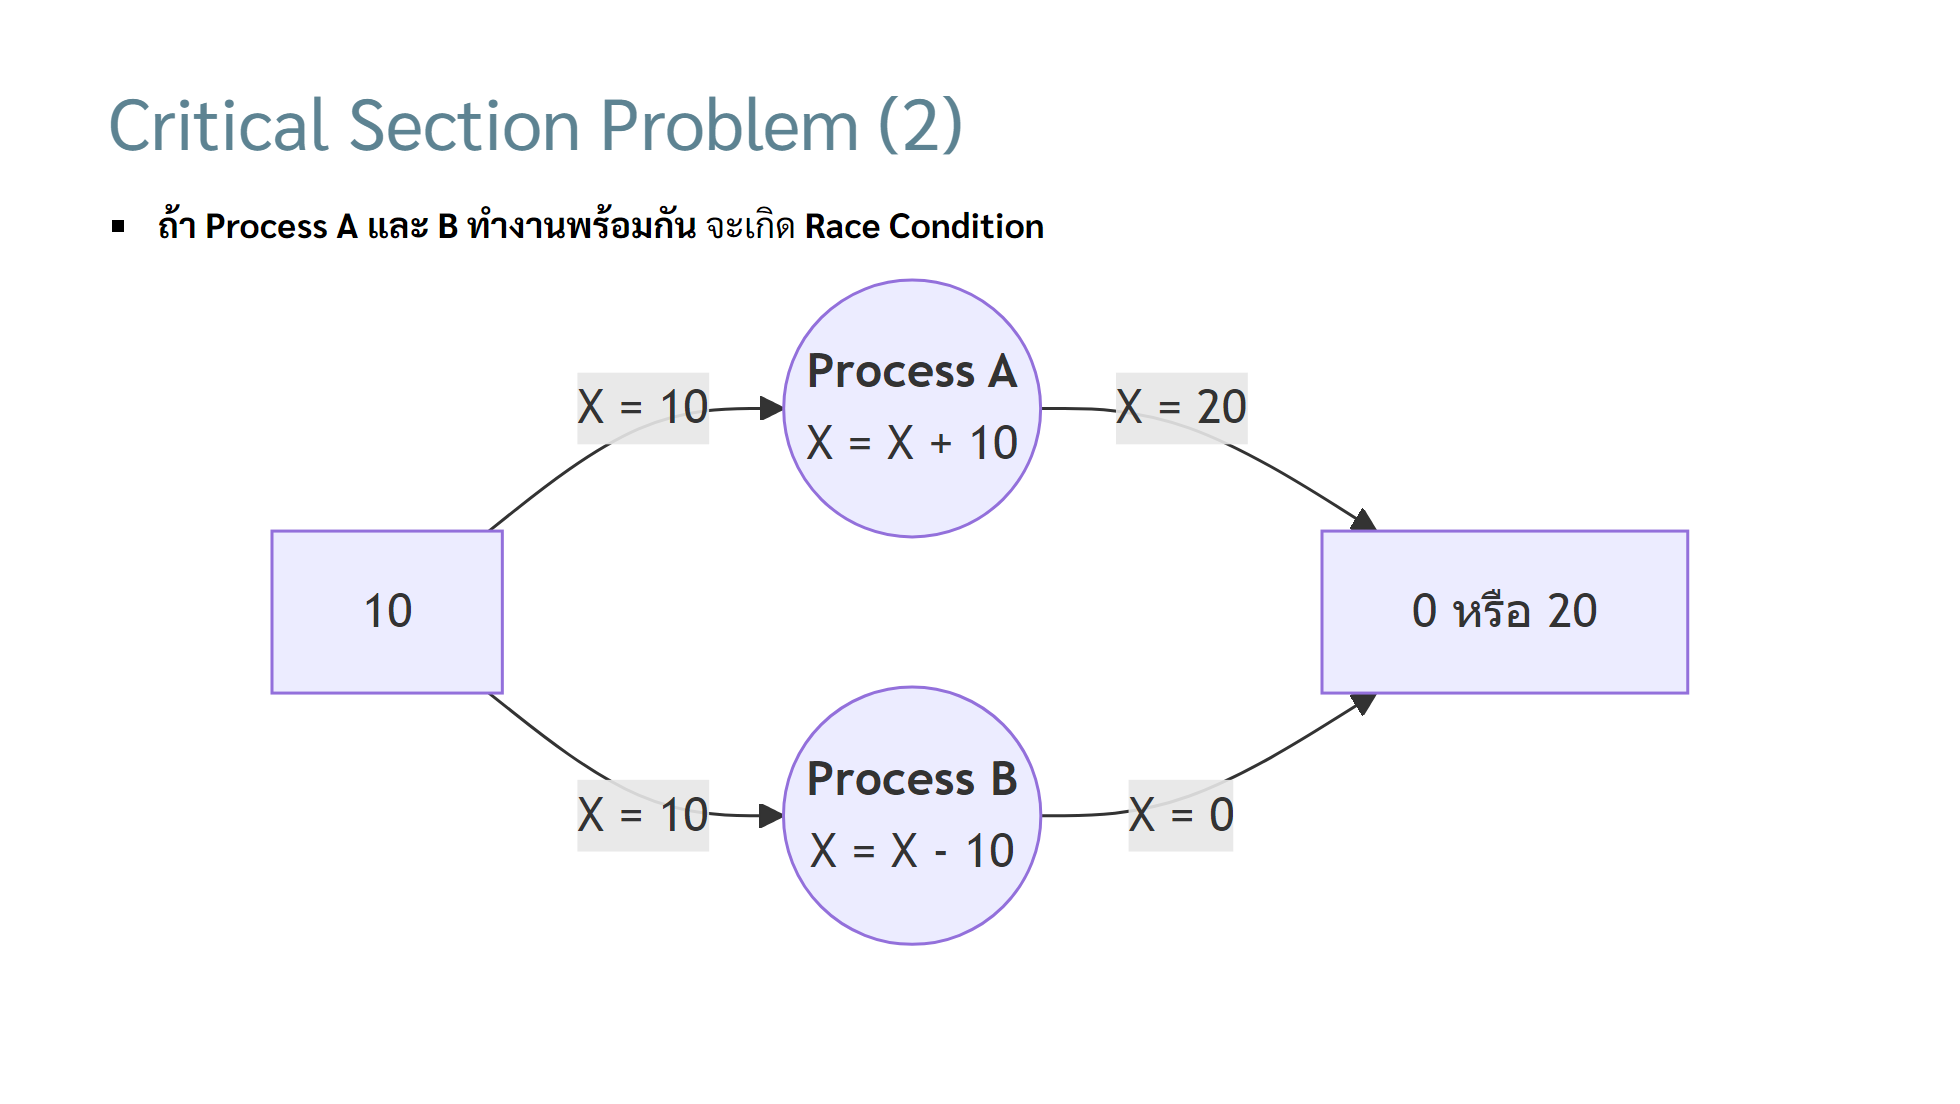 Critical Section Problem (2)
▪ ถ้า Process A และ B ทำงานพร้อมกัน จะเกิด Race Condition
Process A
X = X + 10
X = 10
X = 20
10
0 หรือ 20
Process B
X = X - 10
X = 10
X = 0